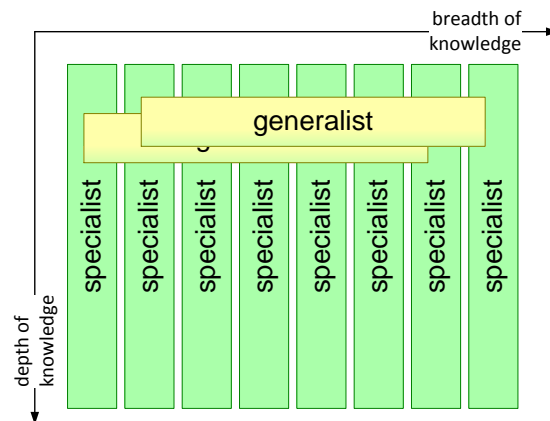 breadth of
knowledge
generalist
specialist
specialist
specialist
specialist
specialist
specialist
specialist
specialist
depth of
knowledge